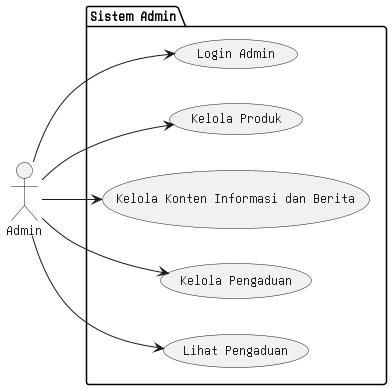 Sistem Admin
Login Admin
Kelola Produk
Kelola Konten Informasi dan Berita
Admin
Kelola Pengaduan
Lihat Pengaduan